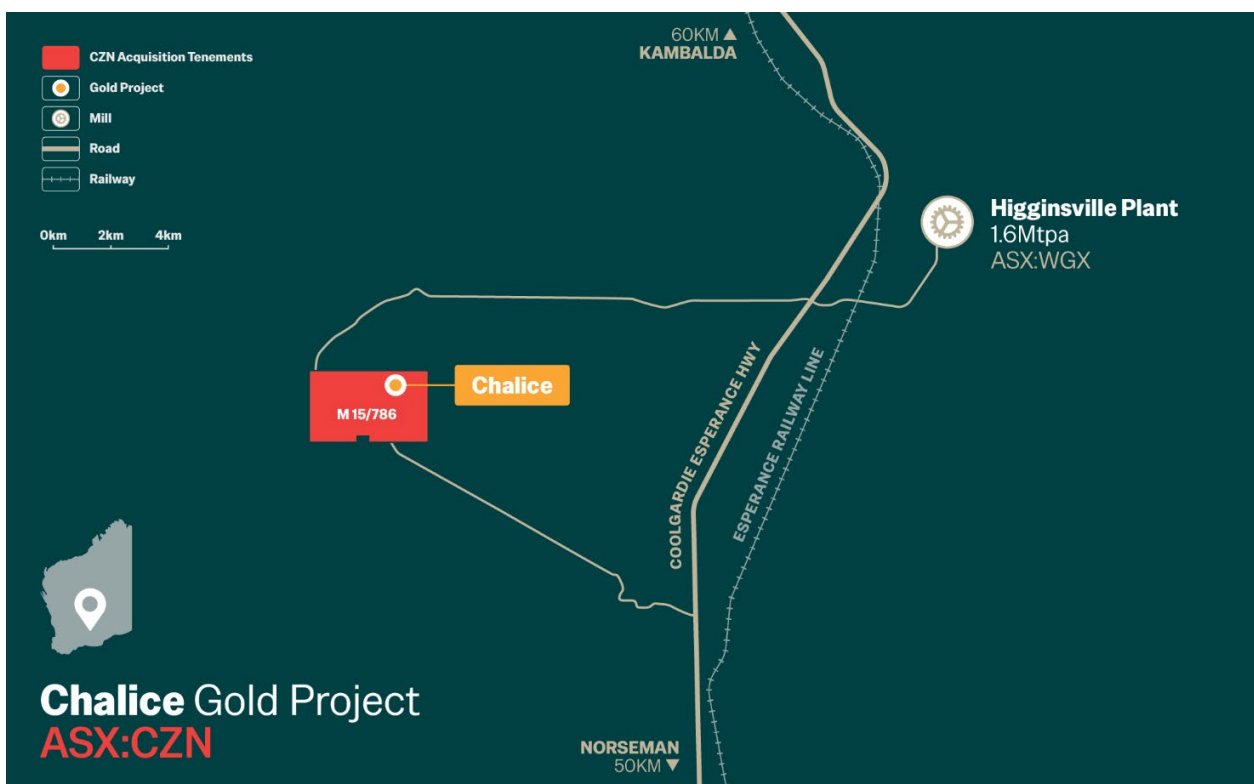 CZN Acquisition Tenements
Gold Project
Mill
Road
Railway
0km 2km 4km
60KM ▲
KAMBALDA
Higginsville Plant
1.6Mtpa
ASX:WGX
Chalice
M 15/786
COOLGARDIE ESPERANCE HWY
ESPERANCE RAILWAY LINE
Chalice Gold Project
ASX:CZN
NORSEMAN
50KM ▼